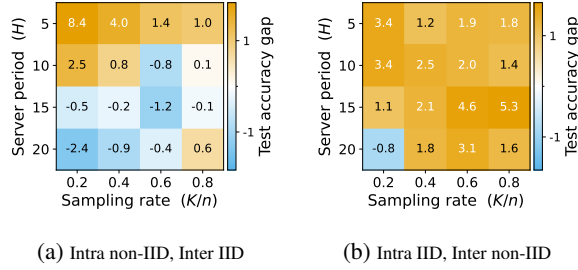 Server period (H)
5
10
15
20
8.4 4.0 1.4 1.0
2.5 0.8 -0.8 0.1
-0.5 -0.2 -1.2 -0.1
-2.4 -0.9 -0.4 0.6
0.2 0.4 0.6 0.8
Sampling rate (K/n)
1
-1
Test accuracy gap
(a) Intra non-IID, Inter IID
Server period (H)
5
10
15
20
3.4 1.2 1.9 1.8
3.4 2.5 2.0 1.4
1.1 2.1 4.6 5.3
-0.8 1.8 3.1 1.6
0.2 0.4 0.6 0.8
Sampling rate (K/n)
1
-1
Test accuracy gap
(b) Intra IID, Inter non-IID